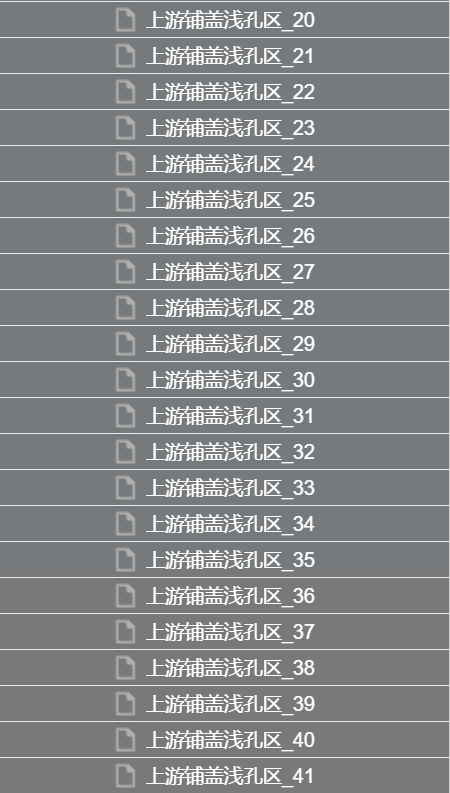 上游铺盖浅孔区_20
上游铺盖浅孔区_21
上游铺盖浅孔区_22
上游铺盖浅孔区_23
上游铺盖浅孔区_24
上游铺盖浅孔区_25
上游铺盖浅孔区_26
上游铺盖浅孔区_27
上游铺盖浅孔区_28
上游铺盖浅孔区_29
上游铺盖浅孔区_30
上游铺盖浅孔区_31
上游铺盖浅孔区_32
上游铺盖浅孔区_33
上游铺盖浅孔区_34
上游铺盖浅孔区_35
上游铺盖浅孔区_36
上游铺盖浅孔区_37
上游铺盖浅孔区_38
上游铺盖浅孔区_39
上游铺盖浅孔区_40
上游铺盖浅孔区_41